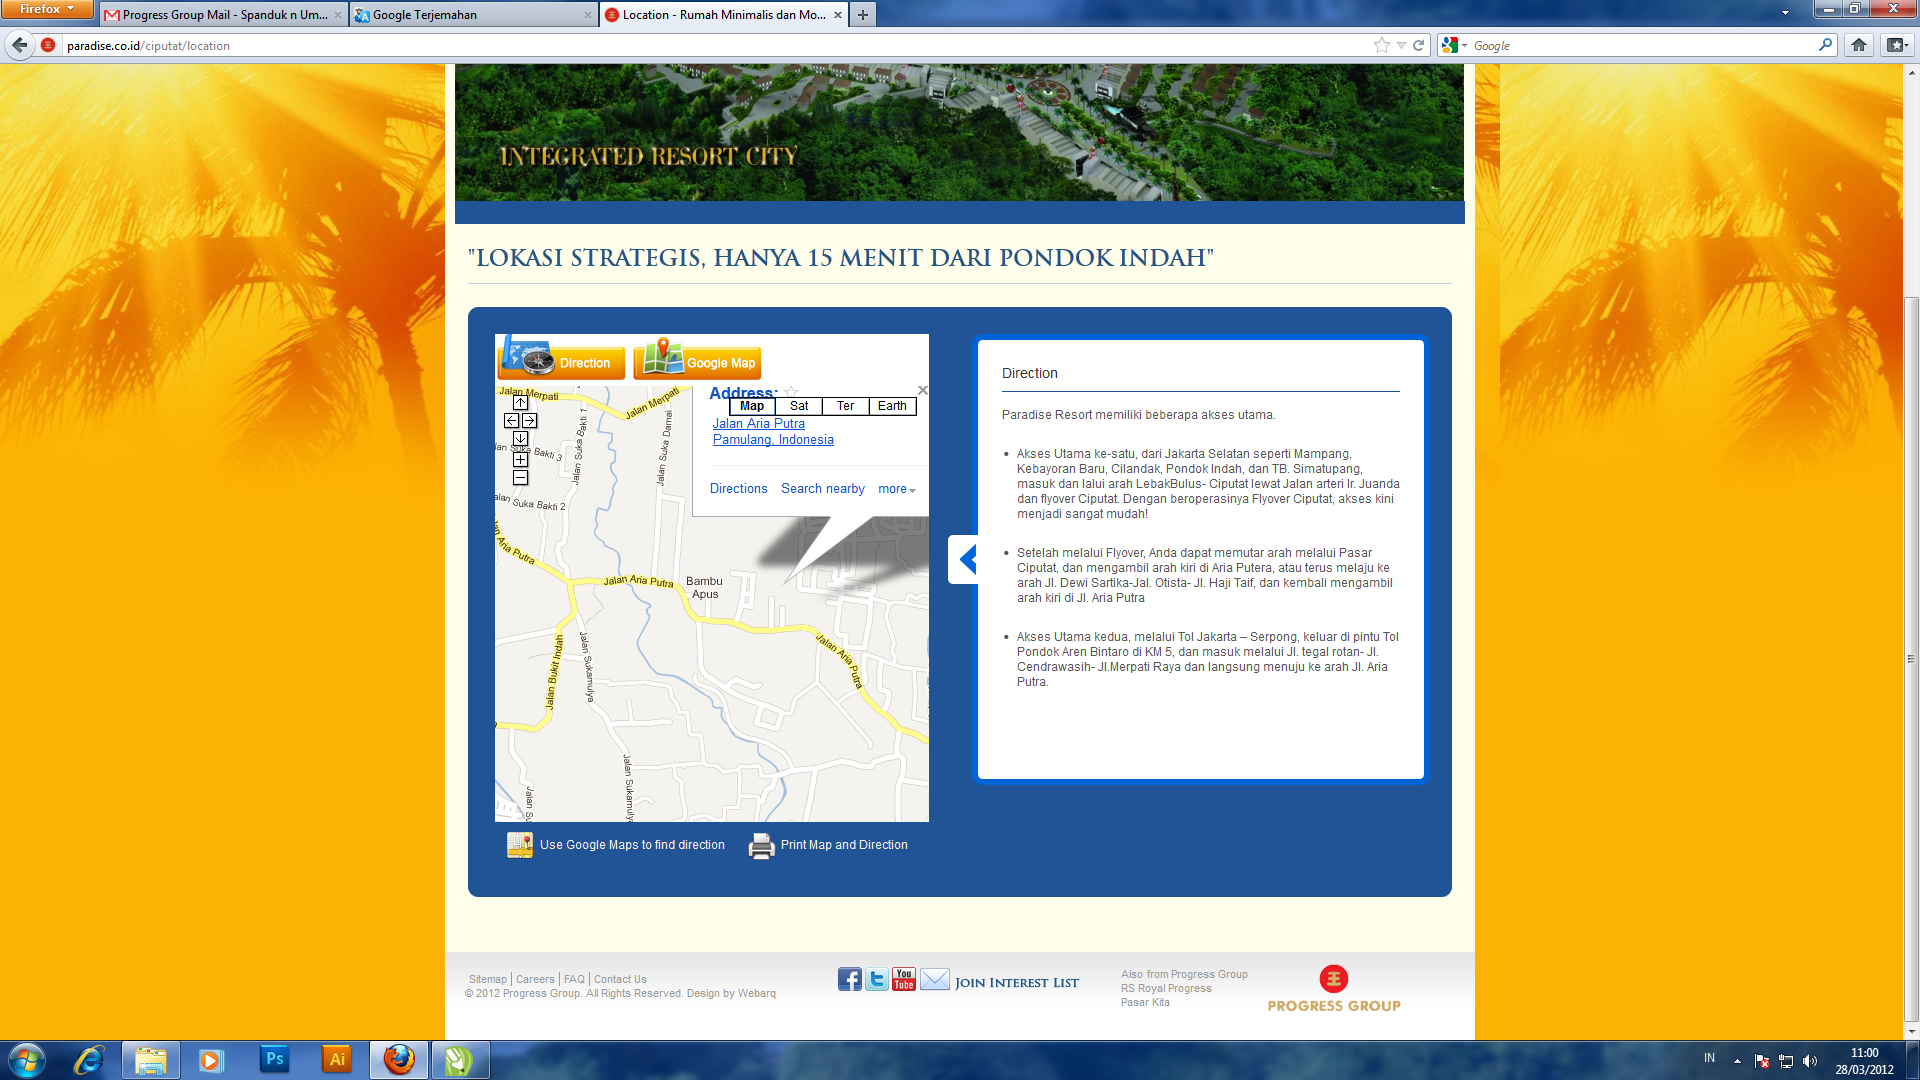 Firefox
Progress Group Mail - Spanduk n Um...
Google Terjemahan
Location - Rumah Minimalis dan Mo...
paradise.co.id/ciputat/location
Google
INTEGRATED RESORT CITY
"LOKASI STRATEGIS, HANYA 15 MENIT DARI PONDOK INDAH"
Direction
Google Map
Address:
Map
Sat
Ter
Earth
Jalan Aria Putra
Pamulang, Indonesia
Directions
Search nearby
more
Jalan Merpati
Jalan Merpati
Jalan Suka Bakti 1
Jalan Suka Damai
Jalan Suka Bakti 3
Jalan Suka Bakti 2
Jalan Aria Putra
Jalan Aria Putra
Bambu
Apus
Jalan Aria Putra
Jalan Bukit Indah
Jalan Sukamulya
Jalan Sukamulya
Jalan Su
Use Google Maps to find direction
Print Map and Direction
Direction
Paradise Resort memiliki beberapa akses utama.
• Akses Utama ke-satu, dari Jakarta Selatan seperti Mampang,
Kebayoran Baru, Cilandak, Pondok Indah, dan TB. Simatupang,
masuk dan lalui arah LebakBulus- Ciputat lewat Jalan arteri Ir. Juanda
dan flyover Ciputat. Dengan beroperasinya Flyover Ciputat, akses kini
menjadi sangat mudah!
• Setelah melalui Flyover, Anda dapat memutar arah melalui Pasar
Ciputat, dan mengambil arah kiri di Aria Putera, atau terus melaju ke
arah Jl. Dewi Sartika-Jal. Otista- Jl. Haji Taif, dan kembali mengambil
arah kiri di Jl. Aria Putra
• Akses Utama kedua, melalui Tol Jakarta – Serpong, keluar di pintu Tol
Pondok Aren Bintaro di KM 5, dan masuk melalui Jl. tegal rotan- Jl.
Cendrawasih- Jl.Merpati Raya dan langsung menuju ke arah Jl. Aria
Putra.
Sitemap | Careers | FAQ | Contact Us
© 2012 Progress Group. All Rights Reserved. Design by Webarq
You
Tube
JOIN INTEREST LIST
Also from Progress Group
RS Royal Progress
Pasar Kita
PROGRESS GROUP
Ps
Ai
IN
11:00
28/03/2012